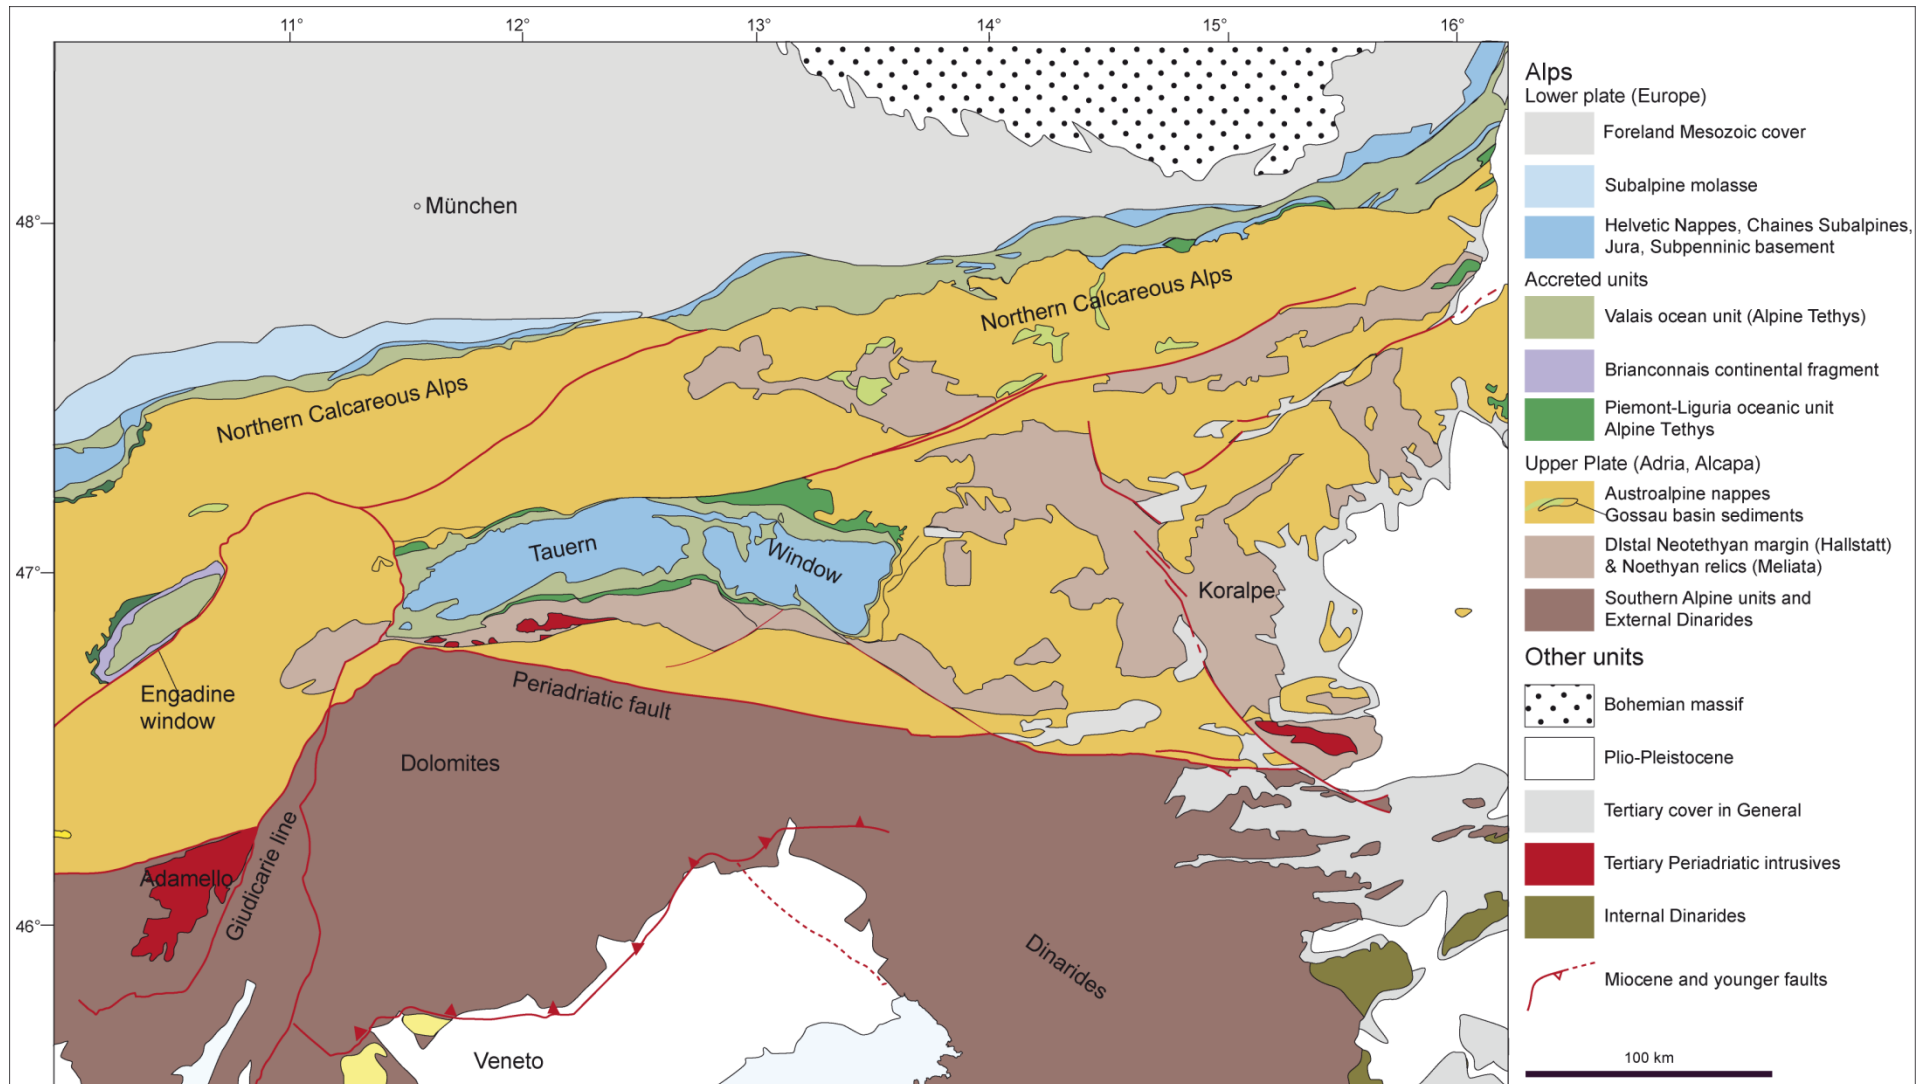 11°
12°
13°
14°
15°
16°
48°
47°
46°
München
Northern Calcareous Alps
Northern Calcareous Alps
Tauern
Window
Koralpe
Engadine
window
Periadriatic fault
Dolomites
Adamello
Giudicarie line
Dinarides
Veneto
Alps
Lower plate (Europe)
Foreland Mesozoic cover
Subalpine molasse
Helvetic Nappes, Chaines Subalpines,
Jura, Subpenninic basement
Accreted units
Valais ocean unit (Alpine Tethys)
Brianconnais continental fragment
Piemont-Liguria oceanic unit
Alpine Tethys
Upper Plate (Adria, Alcapa)
Austroalpine nappes
Gossau basin sediments
DIstal Neotethyan margin (Hallstatt)
& Noethyan relics (Meliata)
Southern Alpine units and
External Dinarides
Other units
Bohemian massif
Plio-Pleistocene
Tertiary cover in General
Tertiary Periadriatic intrusives
Internal Dinarides
Miocene and younger faults
100 km